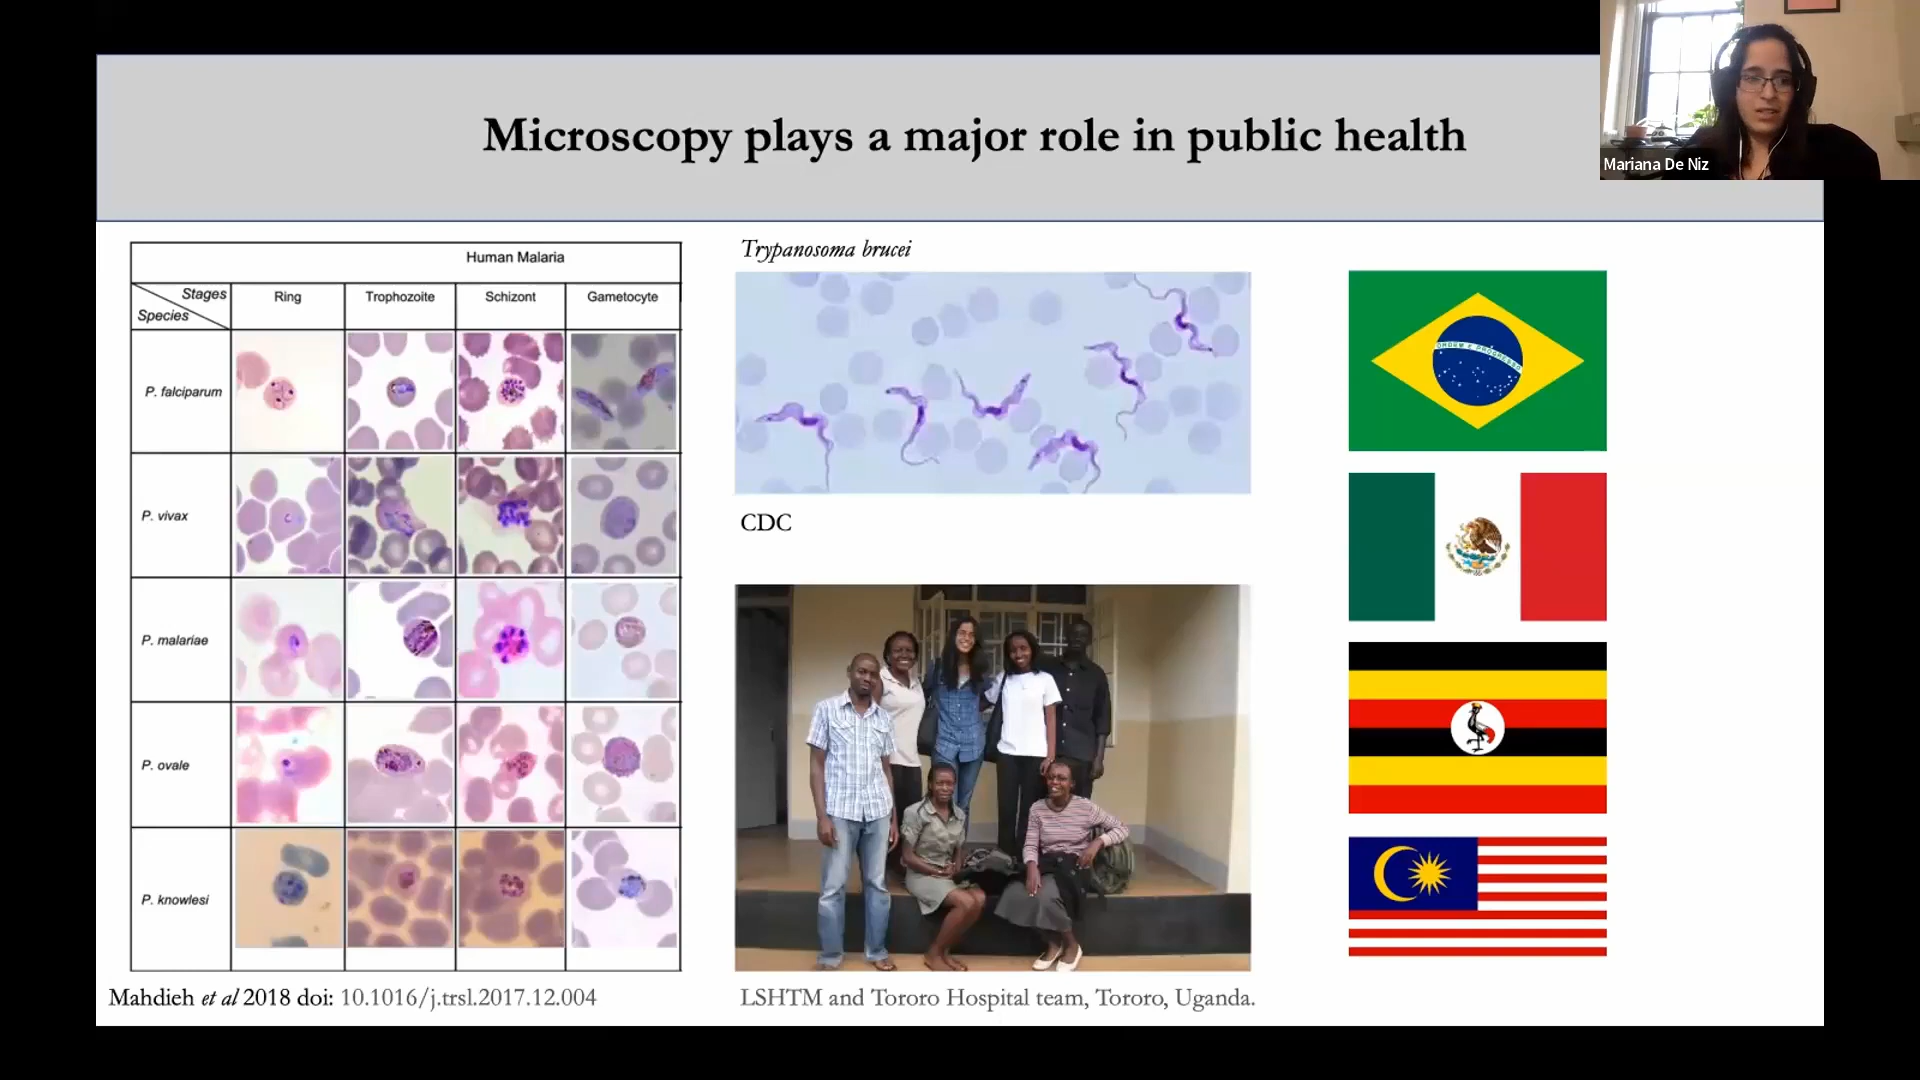 Microscopy plays a major role in public health
Mariana De Niz
Human Malaria
Stages
Species
Ring
Trophozoite
Schizont
Gametocyte
P. falciparum
P. vivax
P. malariae
P. ovale
P. knowlesi
Mahdieh et al 2018 doi: 10.1016/j.trsl.2017.12.004
Trypanosoma brucei
CDC
LSHTM and Tororo Hospital team, Tororo, Uganda.
ORDEM E PROGRESSO